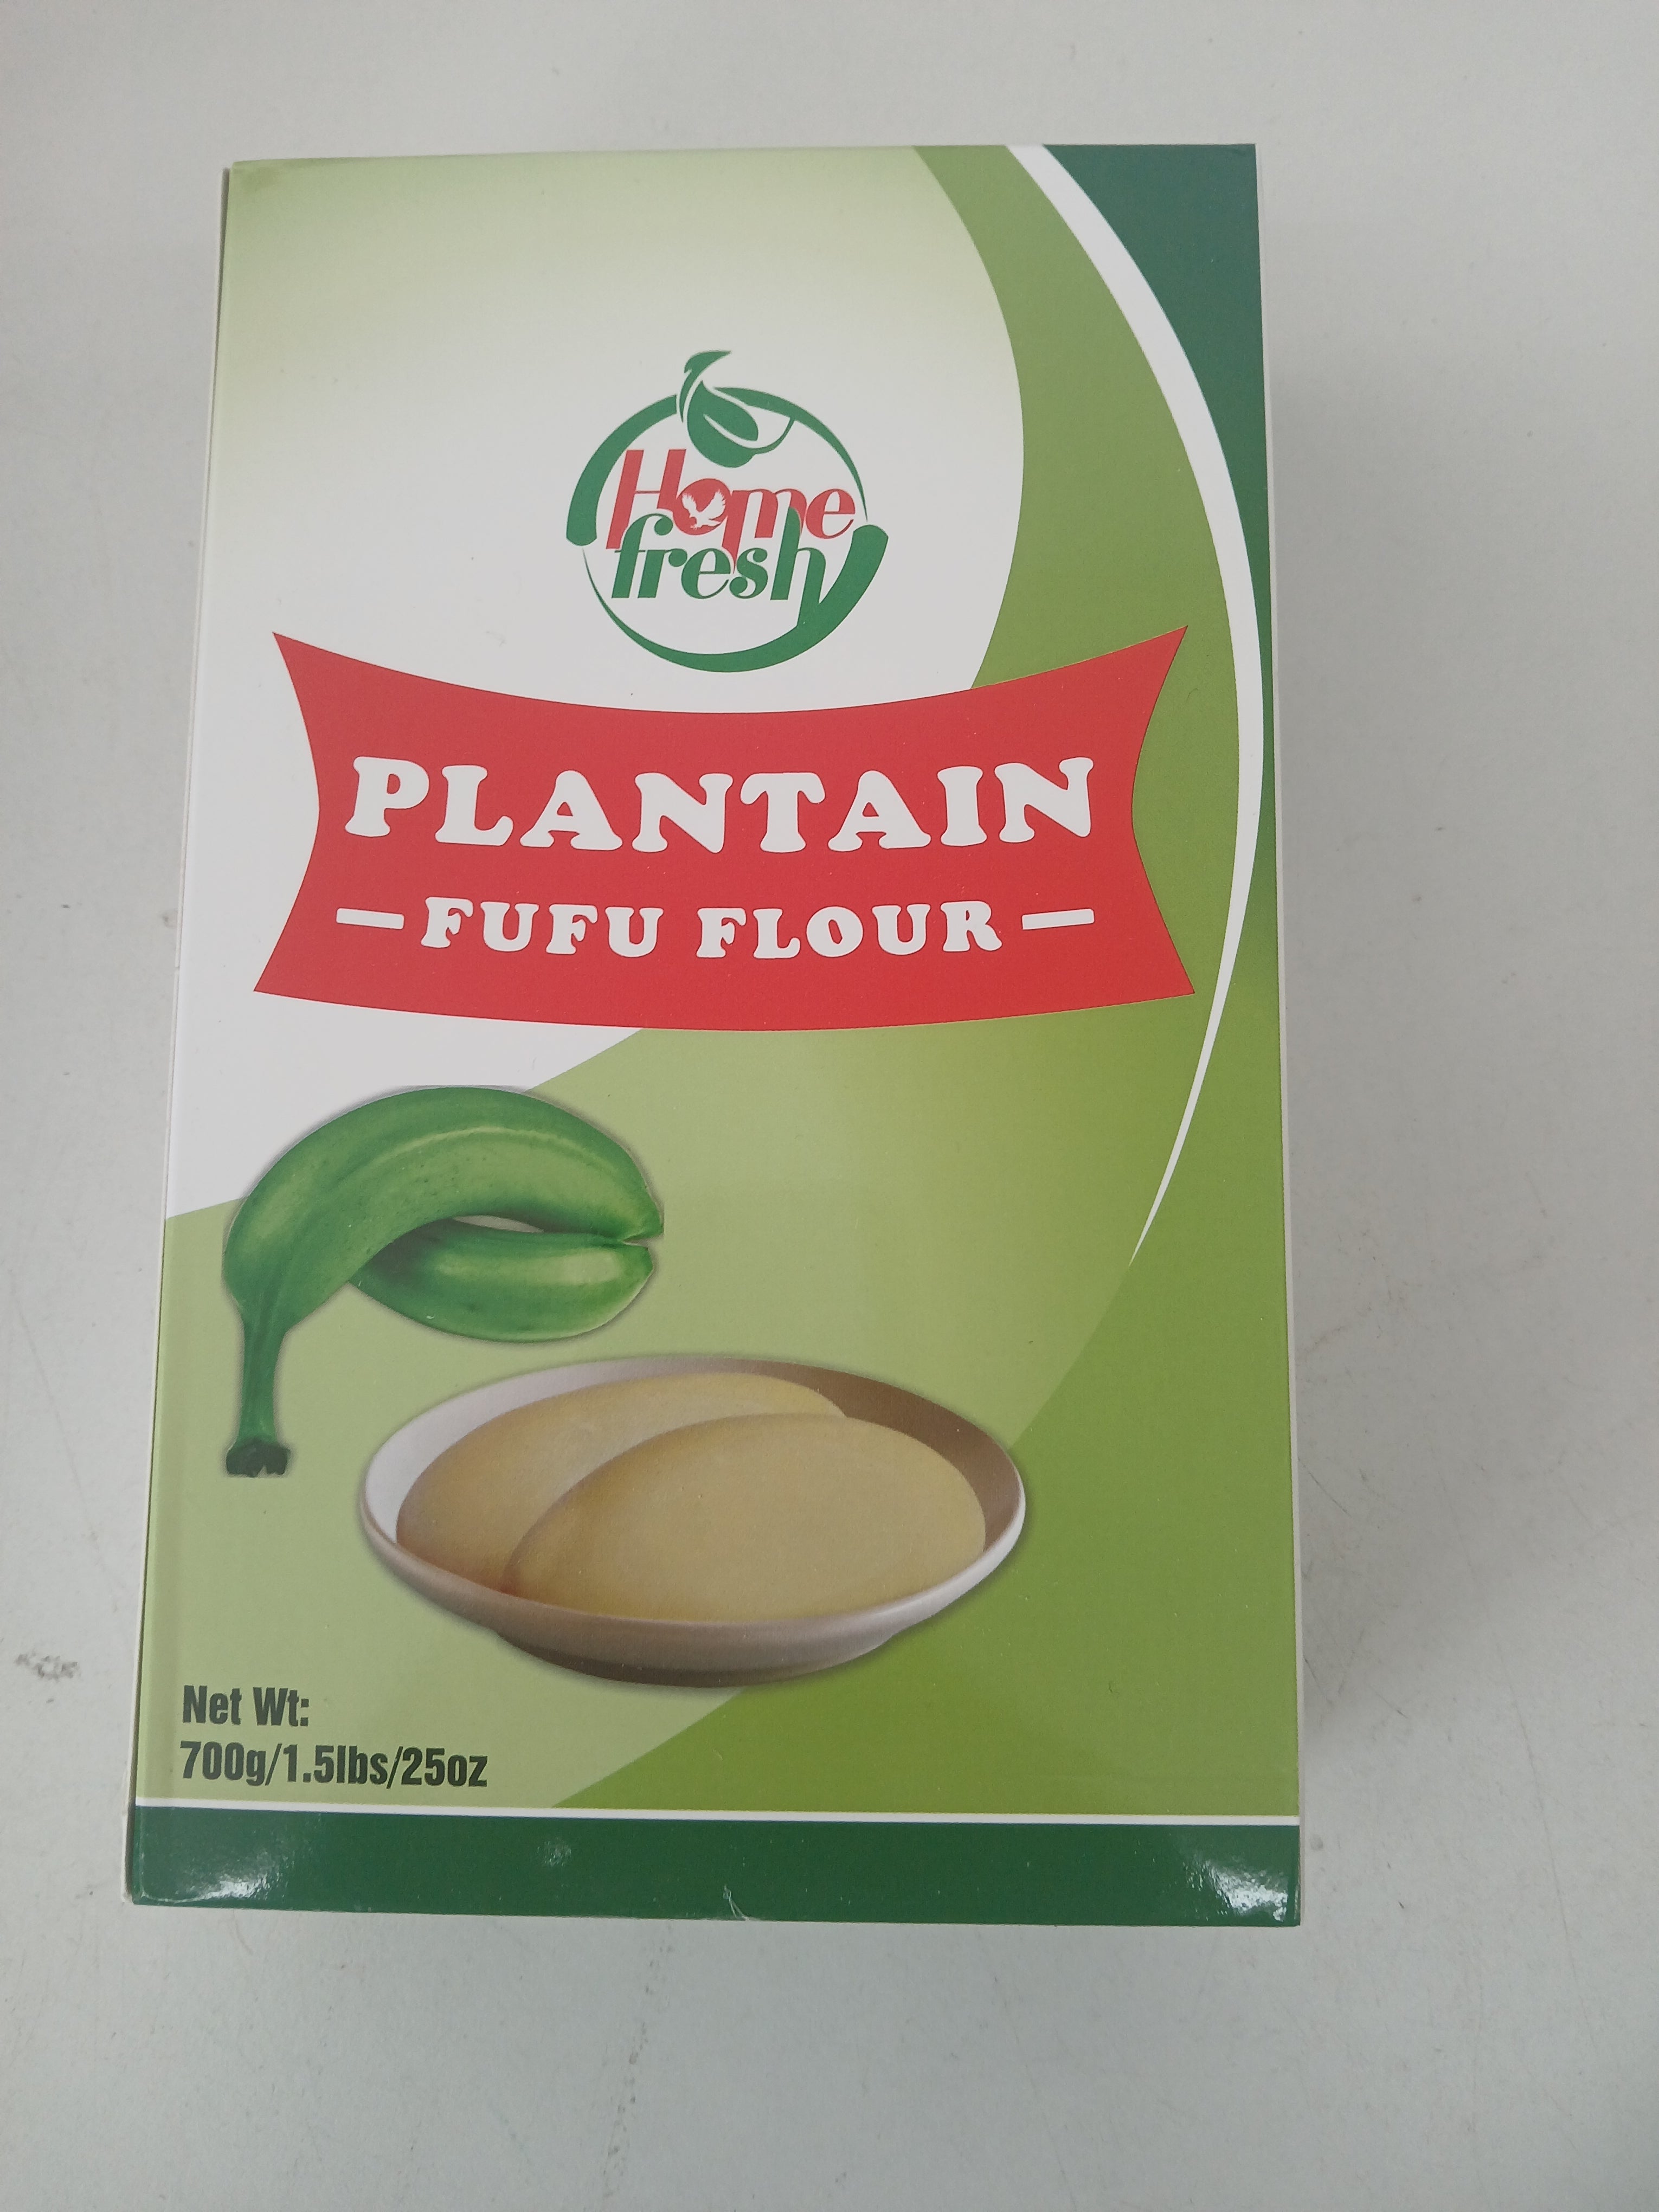 Home
fresh
PLANTAIN
FUFU FLOUR
Net Wt:
700g/1.5lbs/25oz